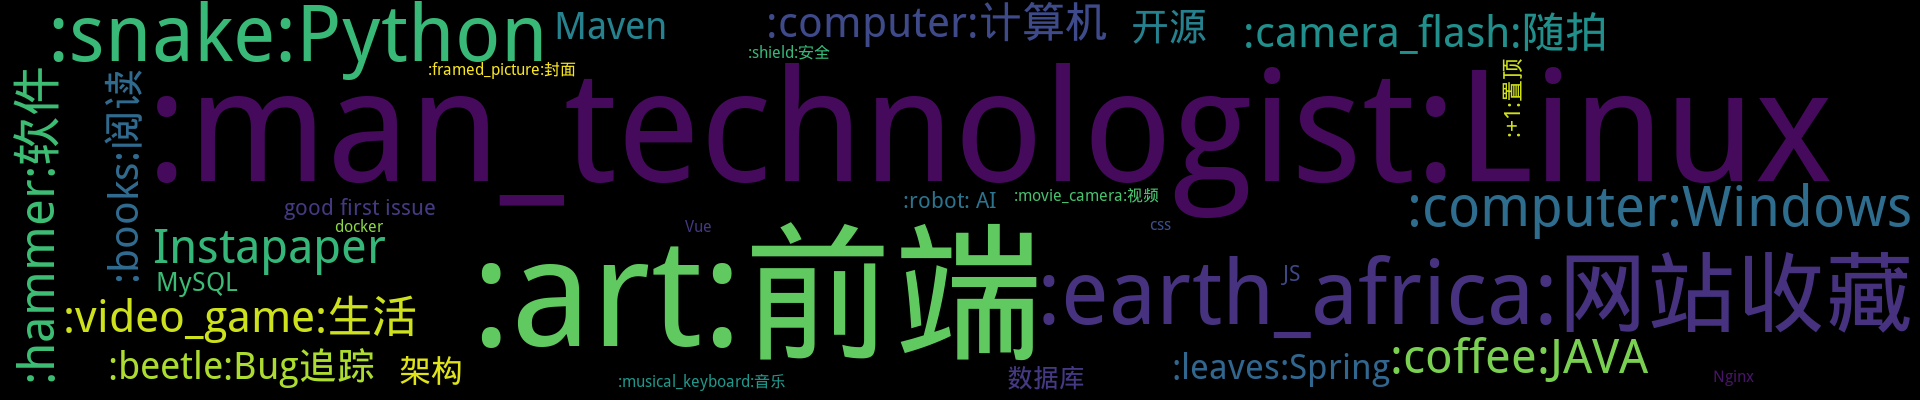 :snake:Python
Maven
:computer:计算机
开源
:camera_flash:随拍
:shield:安全
:framed_picture:封面
:+1:置顶
:hammer:软件
:books:阅读
:man_technologist:Linux
good first issue
:robot: AI
:movie_camera:视频
:computer:Windows
docker
Vue
css
Instapaper
MySQL
:art:前端
:earth_africa:网站收藏
JS
:video_game:生活
:beetle:Bug追踪
架构
:musical_keyboard:音乐
数据库
:leaves:Spring
:coffee:JAVA
Nginx